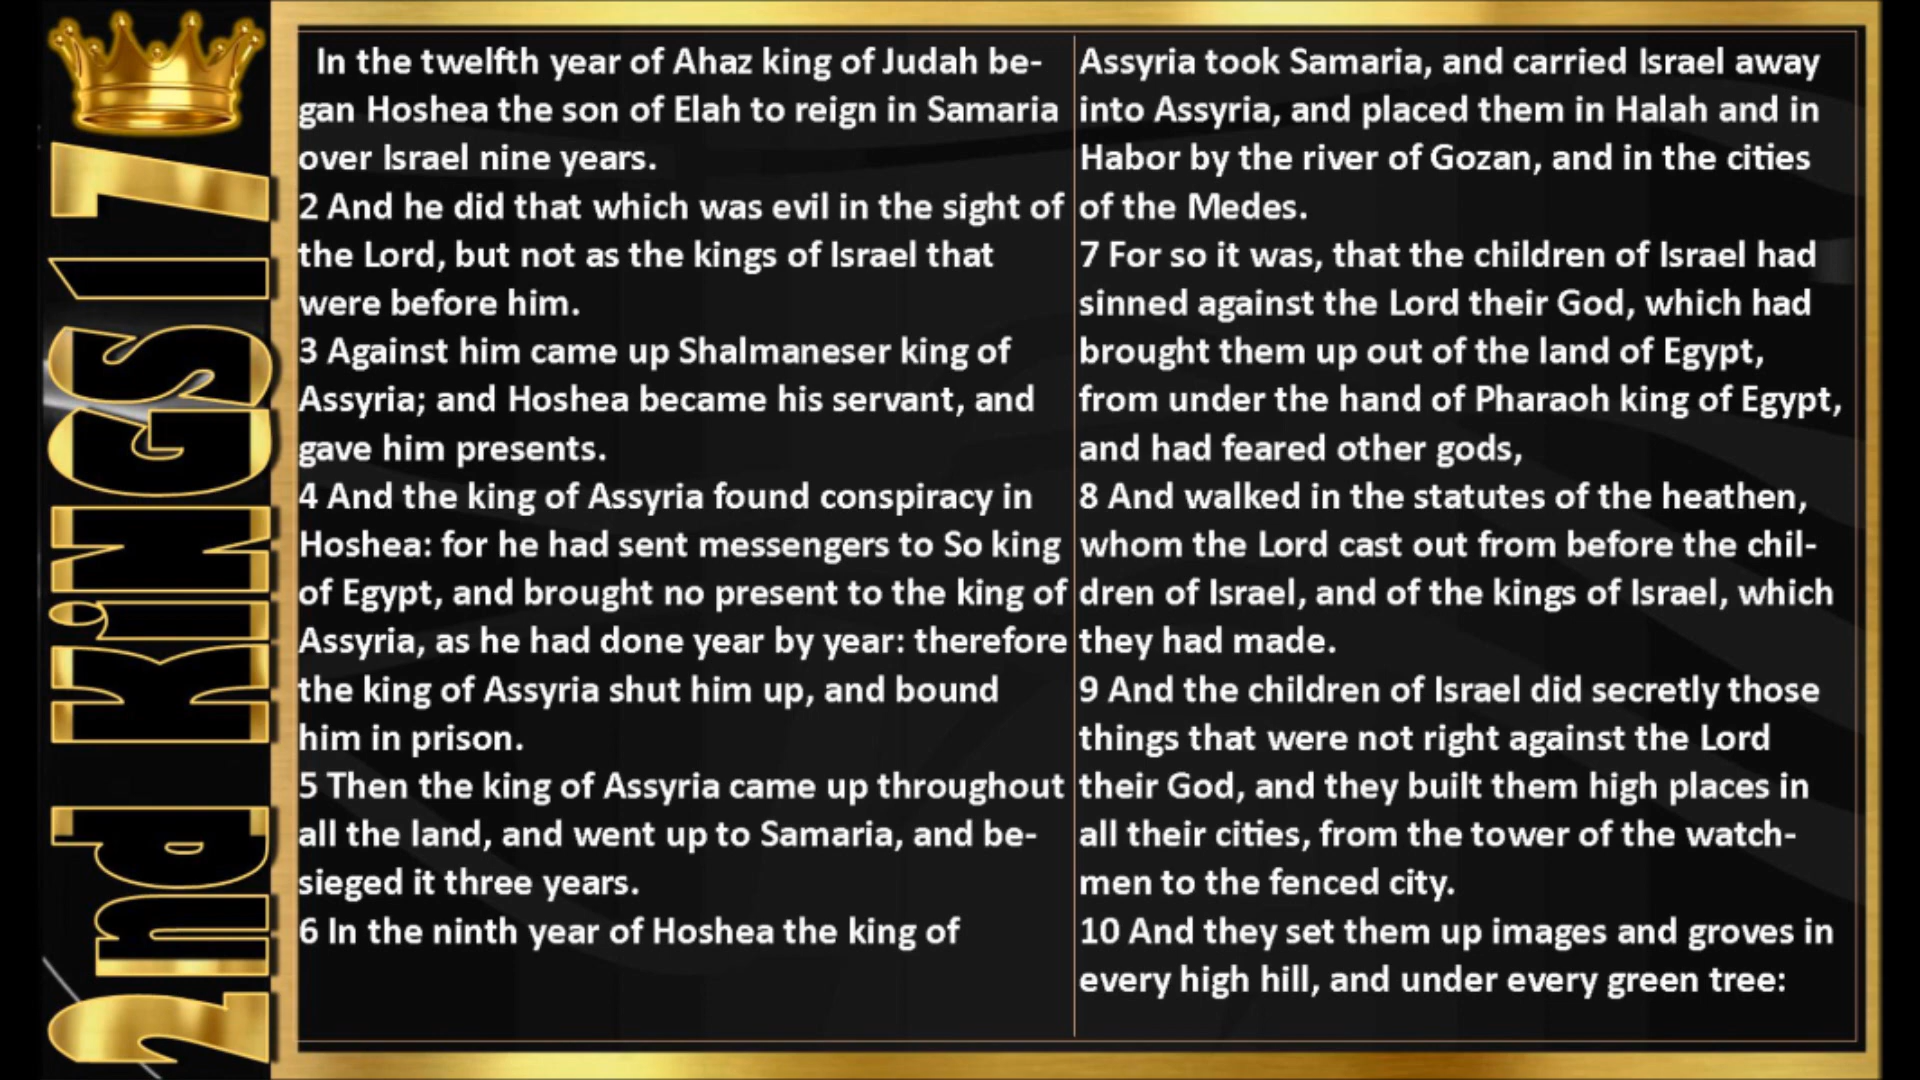 2nd KiNGS 17
In the twelfth year of Ahaz king of Judah be-
gan Hoshea the son of Elah to reign in Samaria
over Israel nine years.
2 And he did that which was evil in the sight of
the Lord, but not as the kings of Israel that
were before him.
3 Against him came up Shalmaneser king of
Assyria; and Hoshea became his servant, and
gave him presents.
4 And the king of Assyria found conspiracy in
Hoshea: for he had sent messengers to So king
of Egypt, and brought no present to the king of
Assyria, as he had done year by year: therefore
the king of Assyria shut him up, and bound
him in prison.
5 Then the king of Assyria came up throughout
all the land, and went up to Samaria, and be-
sieged it three years.
6 In the ninth year of Hoshea the king of
Assyria took Samaria, and carried Israel away
into Assyria, and placed them in Halah and in
Habor by the river of Gozan, and in the cities
of the Medes.
7 For so it was, that the children of Israel had
sinned against the Lord their God, which had
brought them up out of the land of Egypt,
from under the hand of Pharaoh king of Egypt,
and had feared other gods,
8 And walked in the statutes of the heathen,
whom the Lord cast out from before the chil-
dren of Israel, and of the kings of Israel, which
they had made.
9 And the children of Israel did secretly those
things that were not right against the Lord
their God, and they built them high places in
all their cities, from the tower of the watch-
men to the fenced city.
10 And they set them up images and groves in
every high hill, and under every green tree: